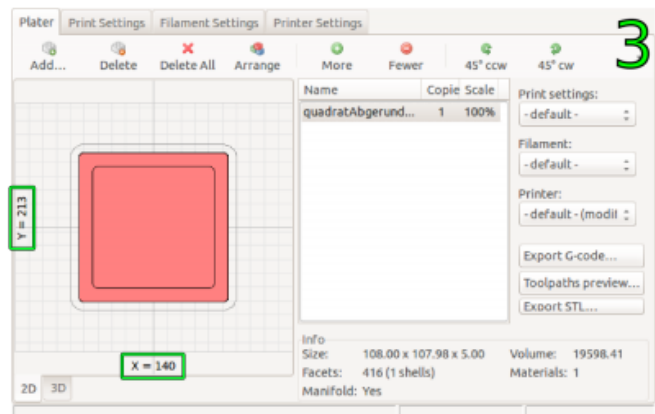 Plater Print Settings Filament Settings Printer Settings
3
Add... Delete Delete All Arrange More Fewer 45° ccw 45° cw
Name Copie Scale
quadratAbgerund... 1 100%
Print settings:
- default -
Filament:
- default -
Printer:
- default - (modif
Export G-code...
Toolpaths preview...
Export STL...
Y = 213
X = 140
2D 3D
Info
Size: 108.00 x 107.98 x 5.00 Volume: 19598.41
Facets: 416 (1 shells) Materials: 1
Manifold: Yes